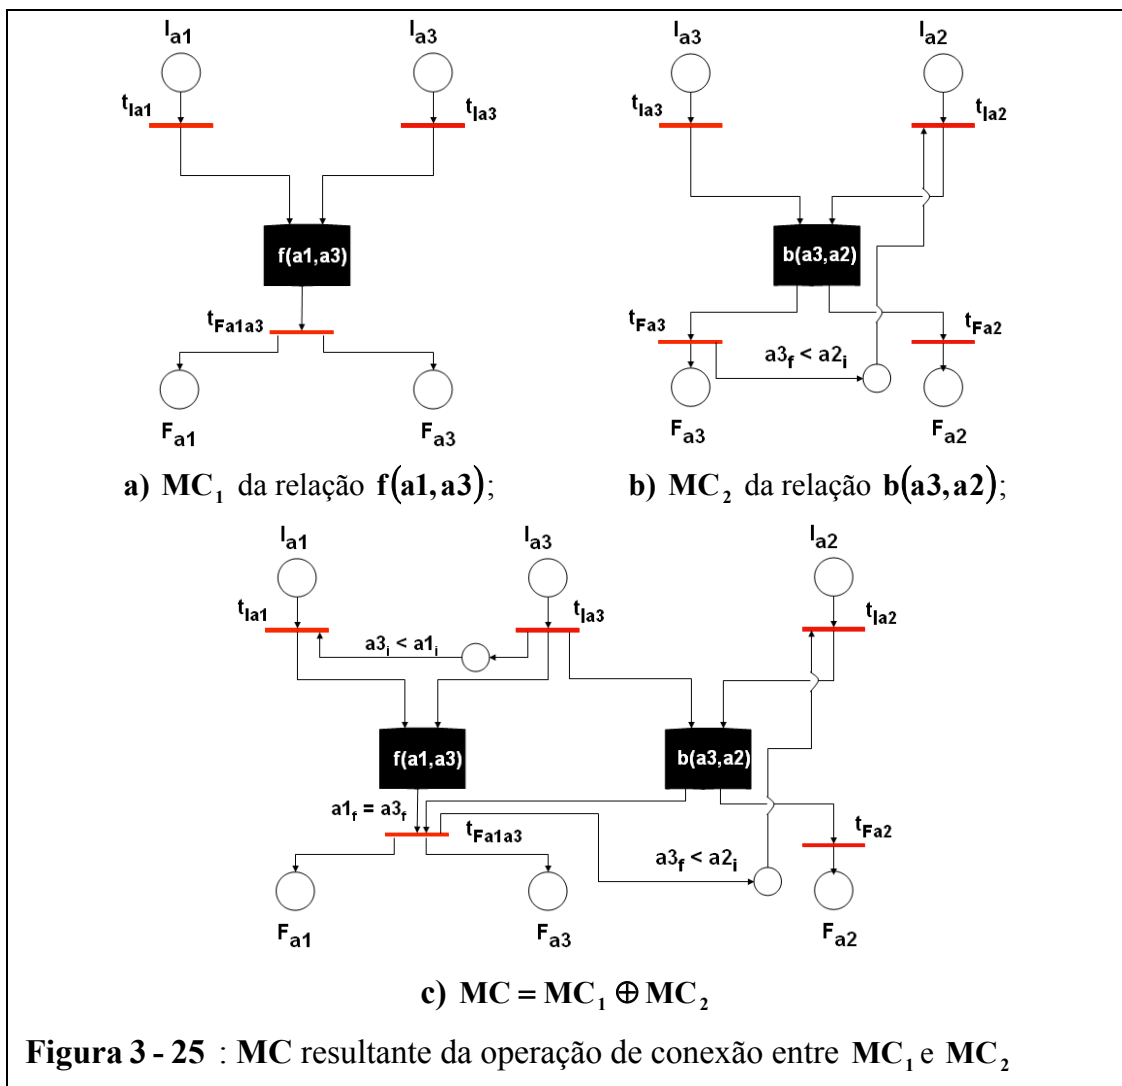 Ia1 Ia3 Ia3 Ia2
tIa1 tIa3 tIa3 tIa2
f(a1,a3) b(a3,a2)
tFa1a3 tFa3 tFa2
a3f < a2i
Fa1 Fa3 Fa3 Fa2
a) MC1 da relação f(a1,a3); b) MC2 da relação b(a3,a2);
Ia1 Ia3 Ia2
tIa1 tIa3 tIa2
a3i < a1i
f(a1,a3) b(a3,a2)
a1f = a3f
tFa1a3 tFa2
a3f < a2i
Fa1 Fa3 Fa2
c) MC = MC1 ⊕ MC2
Figura 3 - 25 : MC resultante da operação de conexão entre MC1 e MC2